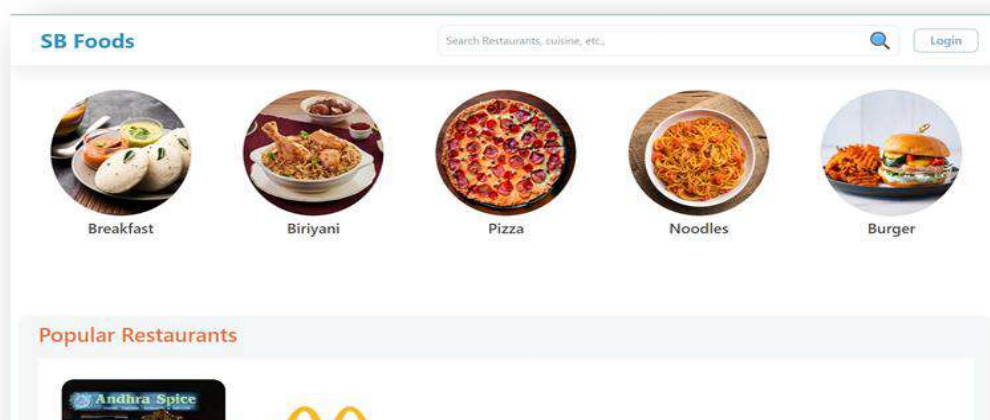 SB Foods
Search Restaurants, cuisine, etc.,
Login
Breakfast
Biriyani
Pizza
Noodles
Burger
Popular Restaurants
Andhra Spice